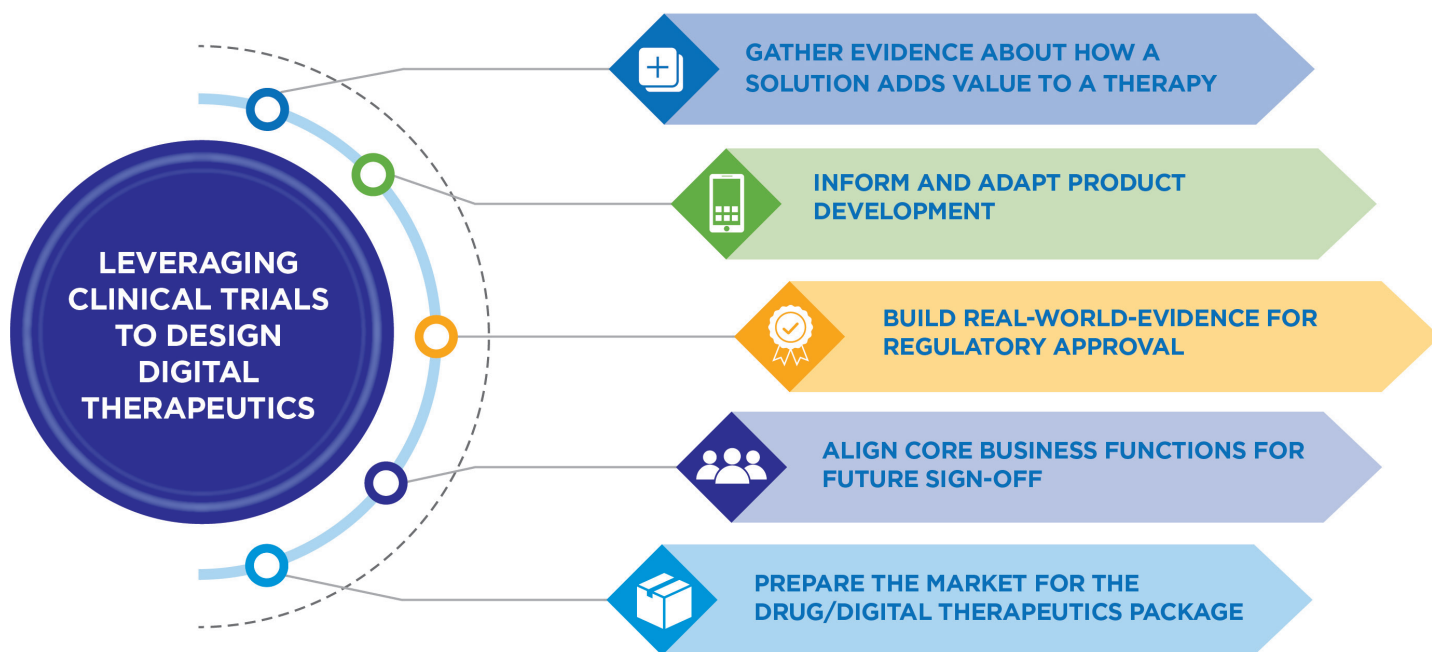 LEVERAGING
CLINICAL TRIALS
TO DESIGN
DIGITAL
THERAPEUTICS
GATHER EVIDENCE ABOUT HOW A
SOLUTION ADDS VALUE TO A THERAPY
INFORM AND ADAPT PRODUCT
DEVELOPMENT
BUILD REAL-WORLD-EVIDENCE FOR
REGULATORY APPROVAL
ALIGN CORE BUSINESS FUNCTIONS FOR
FUTURE SIGN-OFF
PREPARE THE MARKET FOR THE
DRUG/DIGITAL THERAPEUTICS PACKAGE